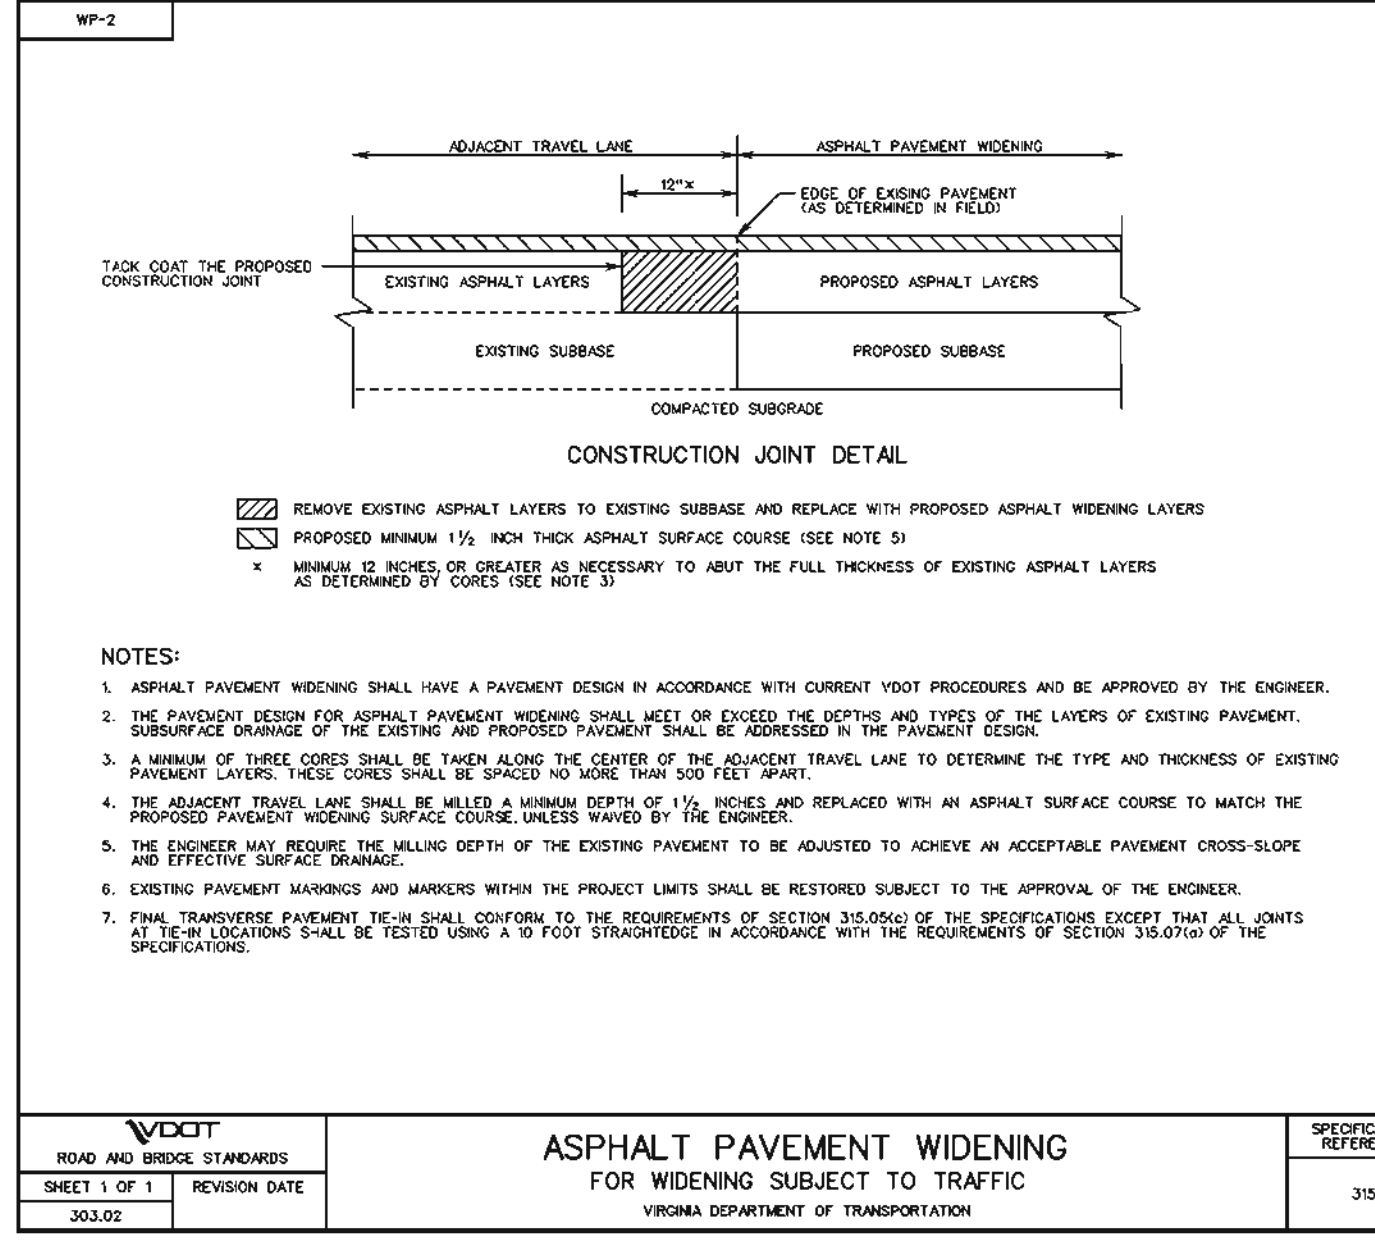 WP-2
ADJACENT TRAVEL LANE
ASPHALT PAVEMENT WIDENING
12"*
EDGE OF EXISING PAVEMENT
(AS DETERMINED IN FIELD)
TACK COAT THE PROPOSED
CONSTRUCTION JOINT
EXISTING ASPHALT LAYERS
PROPOSED ASPHALT LAYERS
EXISTING SUBBASE
PROPOSED SUBBASE
COMPACTED SUBGRADE
CONSTRUCTION JOINT DETAIL
REMOVE EXISTING ASPHALT LAYERS TO EXISTING SUBBASE AND REPLACE WITH PROPOSED ASPHALT WIDENING LAYERS
PROPOSED MINIMUM 1 1/2 INCH THICK ASPHALT SURFACE COURSE (SEE NOTE 5)
* MINIMUM 12 INCHES, OR GREATER AS NECESSARY TO ABUT THE FULL THICKNESS OF EXISTING ASPHALT LAYERS
AS DETERMINED BY CORES (SEE NOTE 3)
NOTES:
1. ASPHALT PAVEMENT WIDENING SHALL HAVE A PAVEMENT DESIGN IN ACCORDANCE WITH CURRENT VDOT PROCEDURES AND BE APPROVED BY THE ENGINEER.
2. THE PAVEMENT DESIGN FOR ASPHALT PAVEMENT WIDENING SHALL MEET OR EXCEED THE DEPTHS AND TYPES OF THE LAYERS OF EXISTING PAVEMENT.
SUBSURFACE DRAINAGE OF THE EXISTING AND PROPOSED PAVEMENT SHALL BE ADDRESSED IN THE PAVEMENT DESIGN.
3. A MINIMUM OF THREE CORES SHALL BE TAKEN ALONG THE CENTER OF THE ADJACENT TRAVEL LANE TO DETERMINE THE TYPE AND THICKNESS OF EXISTING
PAVEMENT LAYERS. THESE CORES SHALL BE SPACED NO MORE THAN 500 FEET APART.
4. THE ADJACENT TRAVEL LANE SHALL BE MILLED A MINIMUM DEPTH OF 1 1/2 INCHES AND REPLACED WITH AN ASPHALT SURFACE COURSE TO MATCH THE
PROPOSED PAVEMENT WIDENING SURFACE COURSE, UNLESS WAIVED BY THE ENGINEER.
5. THE ENGINEER MAY REQUIRE THE MILLING DEPTH OF THE EXISTING PAVEMENT TO BE ADJUSTED TO ACHIEVE AN ACCEPTABLE PAVEMENT CROSS-SLOPE
AND EFFECTIVE SURFACE DRAINAGE.
6. EXISTING PAVEMENT MARKINGS AND MARKERS WITHIN THE PROJECT LIMITS SHALL BE RESTORED SUBJECT TO THE APPROVAL OF THE ENGINEER.
7. FINAL TRANSVERSE PAVEMENT TIE-IN SHALL CONFORM TO THE REQUIREMENTS OF SECTION 315.05(c) OF THE SPECIFICATIONS EXCEPT THAT ALL JOINTS
AT TIE-IN LOCATIONS SHALL BE TESTED USING A 10 FOOT STRAIGHTEDGE IN ACCORDANCE WITH THE REQUIREMENTS OF SECTION 315.07(a) OF THE
SPECIFICATIONS.
VDOT
ROAD AND BRIDGE STANDARDS
SHEET 1 OF 1
REVISION DATE
303.02
ASPHALT PAVEMENT WIDENING
FOR WIDENING SUBJECT TO TRAFFIC
VIRGINIA DEPARTMENT OF TRANSPORTATION
315